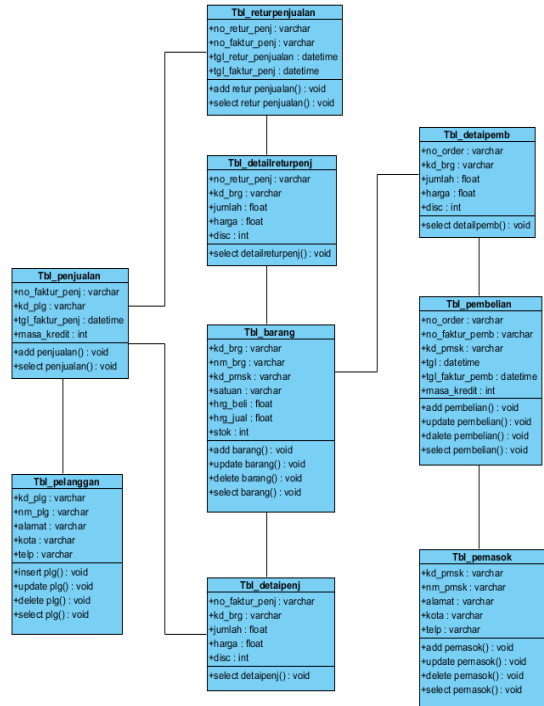 Tbl_returpenjualan
+no_retur_penj : varchar
+no_faktur_penj : varchar
+tgl_retur_penjualan : datetime
+tgl_faktur_penj : datetime
+add retur penjualan() : void
+select retur penjualan() : void
Tbl_detailreturpenj
+no_retur_penj : varchar
+kd_brg : varchar
+jumlah : float
+harga : float
+disc : int
+select detailreturpenj() : void
Tbl_detaipemb
+no_order : varchar
+kd_brg : varchar
+jumlah : float
+harga : float
+disc : int
+select detailpemb() : void
Tbl_penjualan
+no_faktur_penj : varchar
+kd_plg : varchar
+tgl_faktur_penj : datetime
+masa_kredit : int
+add penjualan() : void
+select penjualan() : void
Tbl_barang
+kd_brg : varchar
+nm_brg : varchar
+kd_pmsk : varchar
+satuan : varchar
+hrg_beli : float
+hrg_jual : float
+stok : int
+add barang() : void
+update barang() : void
+delete barang() : void
+select barang() : void
Tbl_pembelian
+no_order : varchar
+no_faktur_pemb : varchar
+kd_pmsk : varchar
+tgl : datetime
+tgl_faktur_pemb : datetime
+masa_kredit : int
+add pembelian() : void
+update pembelian() : void
+dalete pembelian() : void
+select pembelian() : void
Tbl_pelanggan
+kd_plg : varchar
+nm_plg : varchar
+alamat : varchar
+kota : varchar
+telp : varchar
+insert plg() : void
+update plg() : void
+delete plg() : void
+select plg() : void
Tbl_detaipenj
+no_faktur_penj : varchar
+kd_brg : varchar
+jumlah : float
+harga : float
+disc : int
+select detaipenj() : void
Tbl_pemasok
+kd_pmsk : varchar
+nm_pmsk : varchar
+alamat : varchar
+kota : varchar
+telp : varchar
+add pemasok() : void
+update pemasok() : void
+delete pemasok() : void
+select pemasok() : void